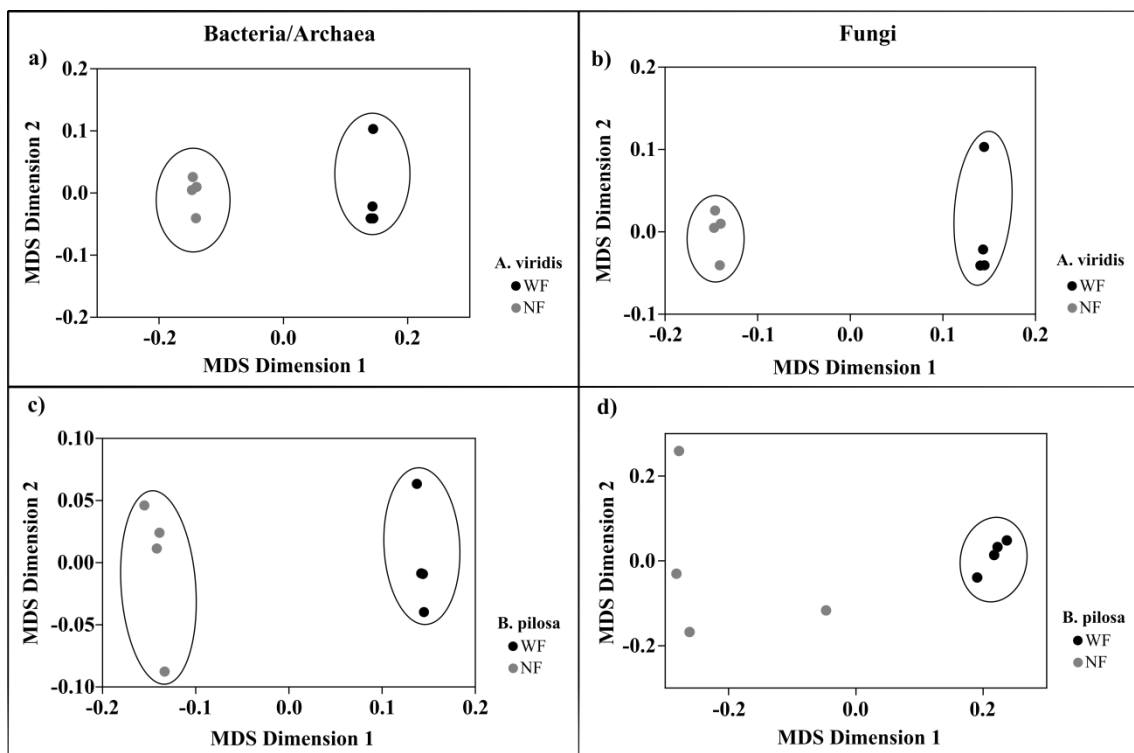 Bacteria/Archaea
Fungi
a)
0.2
0.1
0.0
-0.1
-0.2
MDS Dimension 2
-0.2
0.0
0.2
MDS Dimension 1
A. viridis
WF
NF
b)
0.2
0.1
0.0
-0.1
MDS Dimension 2
-0.2
-0.1
0.0
0.1
0.2
MDS Dimension 1
A. viridis
WF
NF
c)
0.10
0.05
0.00
-0.05
-0.10
MDS Dimension 2
-0.2
-0.1
0.0
0.1
0.2
MDS Dimension 1
B. pilosa
WF
NF
d)
0.2
0.0
-0.2
MDS Dimension 2
-0.2
0.0
0.2
MDS Dimension 1
B. pilosa
WF
NF